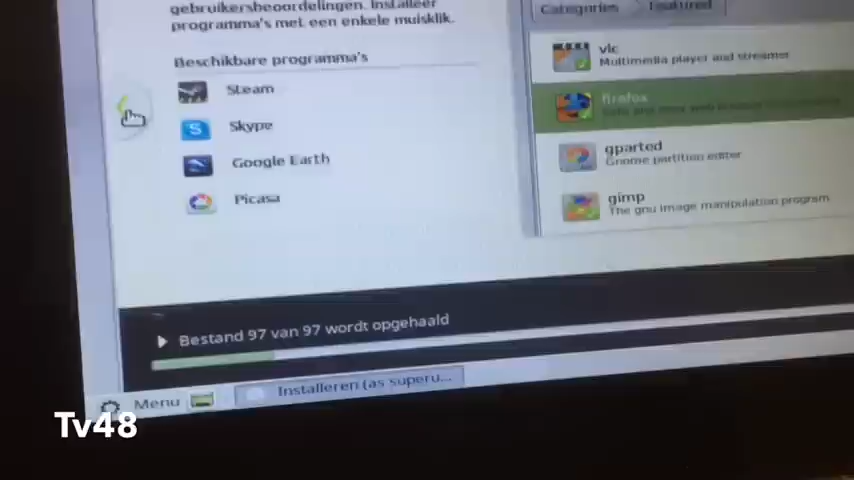 gebruikersbeoordelingen. Installeer
programma's met een enkele muisklik.
Beschikbare programma's
Steam
Skype
Google Earth
Picasa
Categories
Featured
vlc
Multimedia player and streamer
firefox
gparted
Gnome partition editor
gimp
The gnu image manipulation program
Bestand 97 van 97 wordt opgehaald
Menu
Installeren (as superu...
Tv48